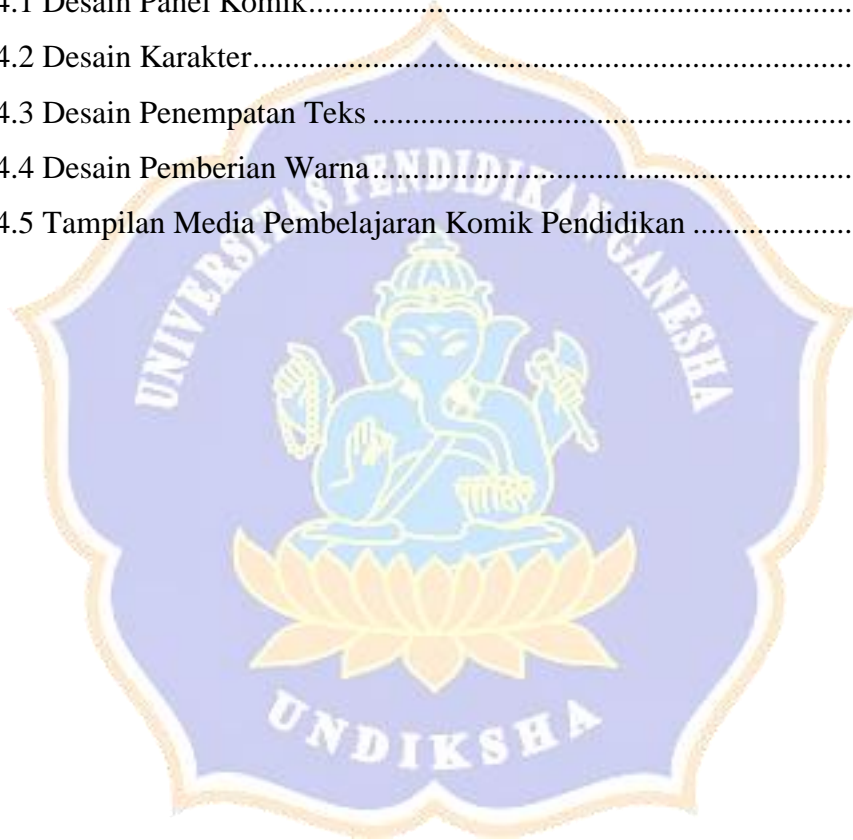 4.1 Desain Panel Komik..........................................................................
4.2 Desain Karakter.................................................................................
4.3 Desain Penempatan Teks .................................................................
4.4 Desain Pemberian Warna.................................................................
4.5 Tampilan Media Pembelajaran Komik Pendidikan ...................
UNIVERSITAS PENDIDIKAN GANESHA
UNDIKSHA